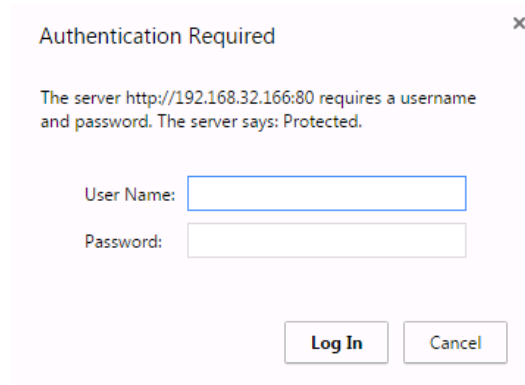 Authentication Required
The server http://192.168.32.166:80 requires a username
and password. The server says: Protected.
User Name:
Password:
Log In Cancel